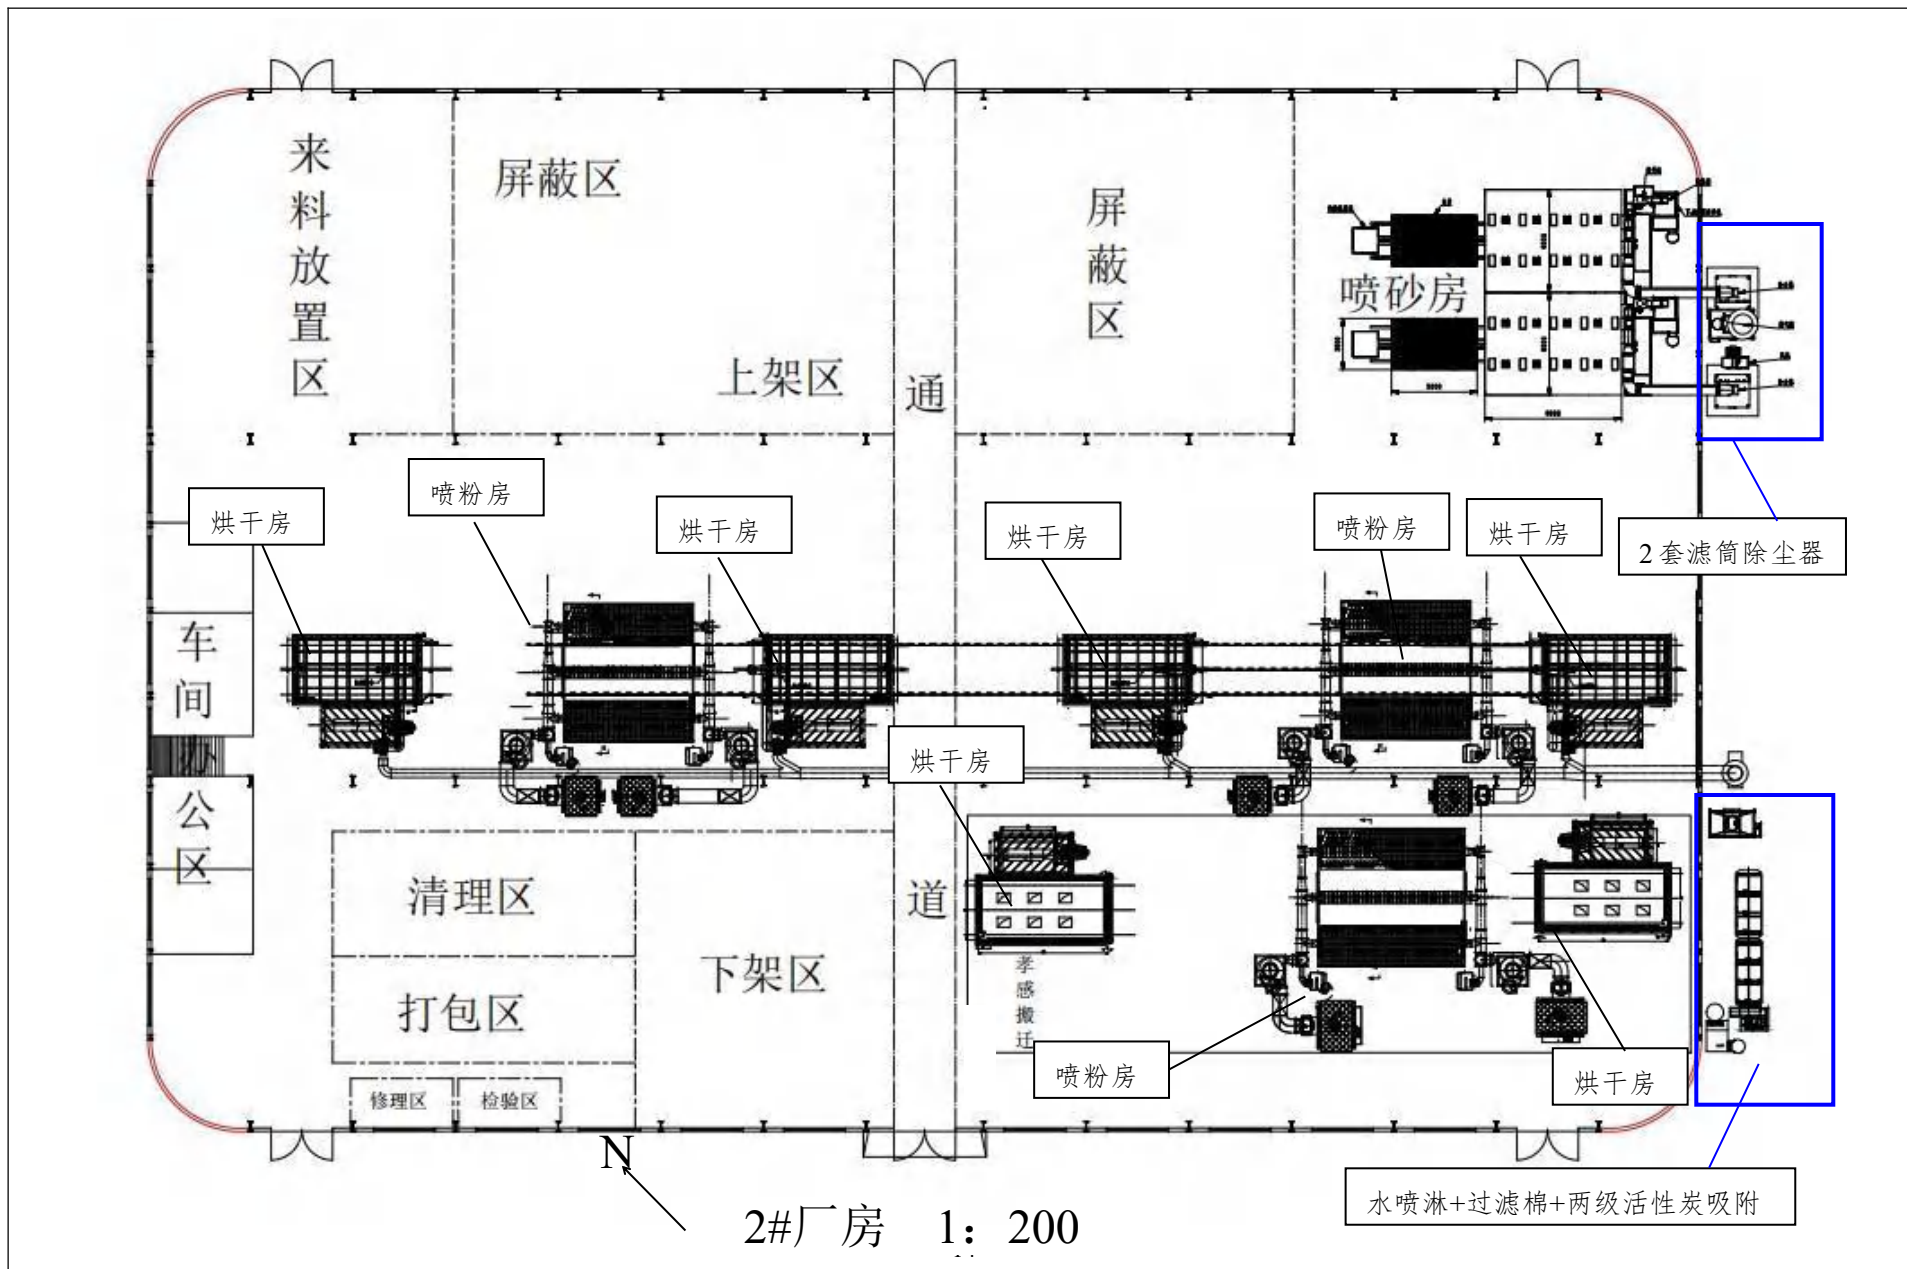 来料放置区
屏蔽区
上架区
通
道
屏蔽区
喷砂房
烘干房
喷粉房
烘干房
烘干房
喷粉房
烘干房
2套滤筒除尘器
车间办公区
烘干房
清理区
打包区
下架区
孝感搬迁
喷粉房
烘干房
修理区
检验区
N
2#厂房 1：200
水喷淋+过滤棉+两级活性炭吸附